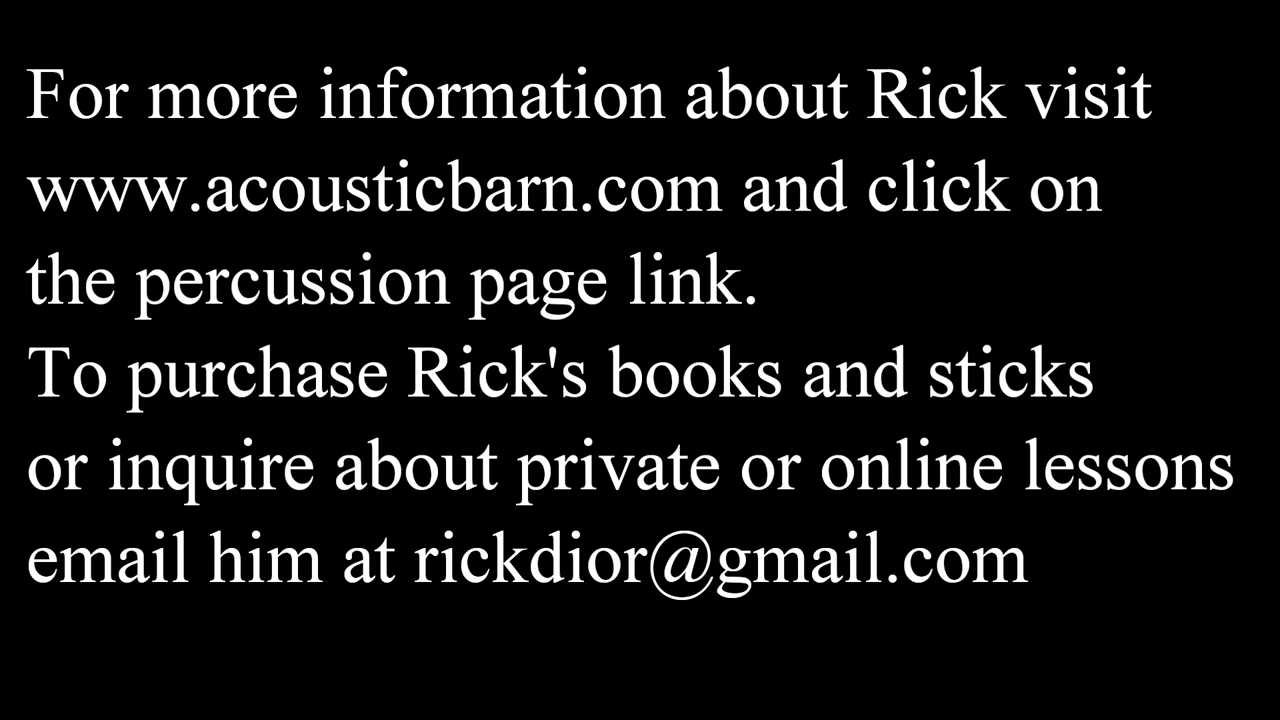 For more information about Rick visit
www.acousticbarn.com and click on
the percussion page link.
To purchase Rick's books and sticks
or inquire about private or online lessons
email him at rickdior@gmail.com